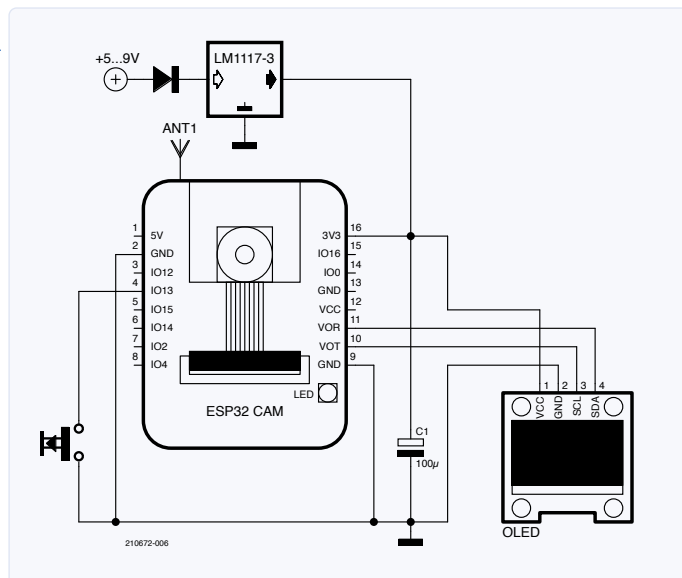 +5...9V
LM1117-3
ANT1
1 5V
2 GND
3 IO12
4 IO13
5 IO15
6 IO14
7 IO2
8 IO4
3V3 16
IO16 15
IO0 14
GND 13
VCC 12
VOR 11
VOT 10
GND 9
LED
ESP32 CAM
C1
100µ
1 2 3 4
VCC
GND
SCL
SDA
OLED
210672-006